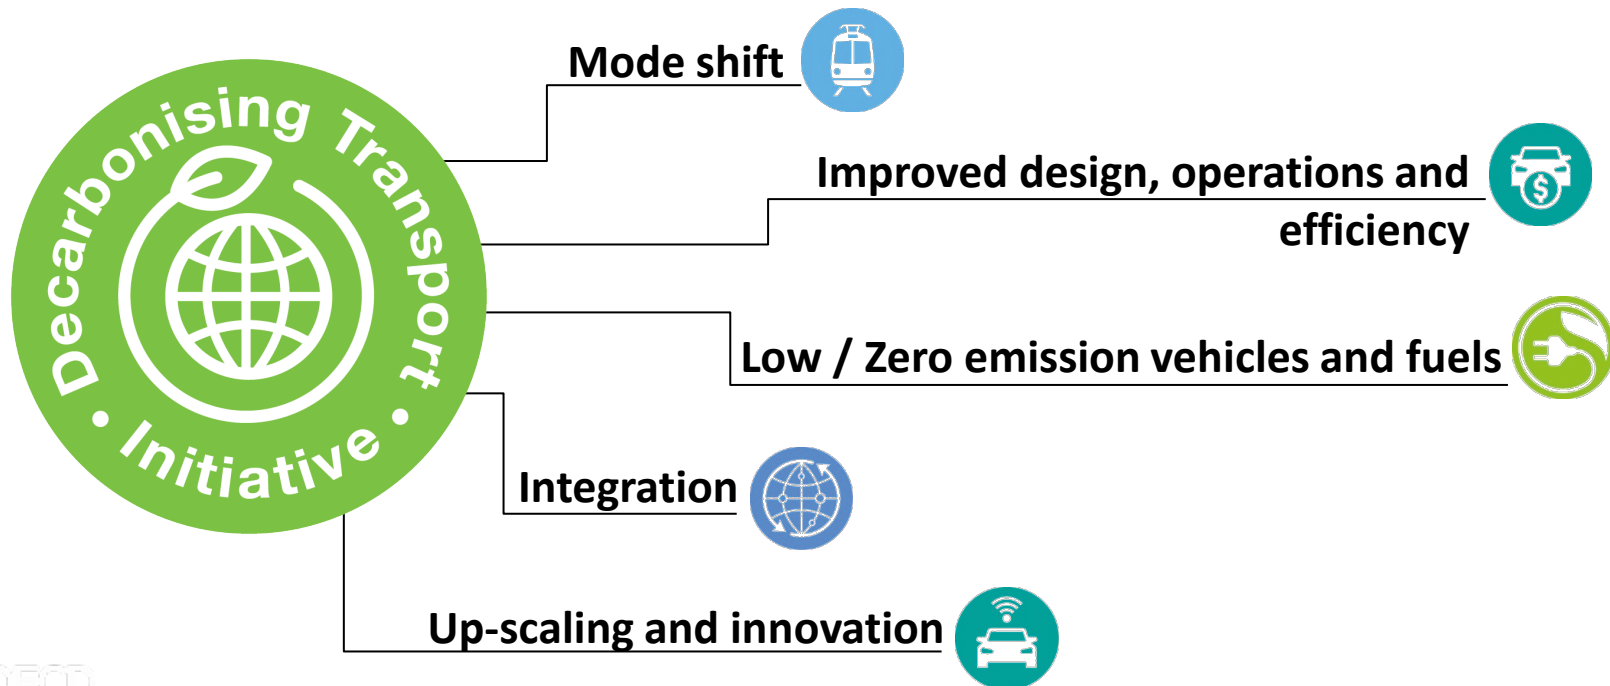 Decarbonising Transport
• Initiative •
Mode shift
Improved design, operations and
efficiency
Low / Zero emission vehicles and fuels
Integration
Up-scaling and innovation
$